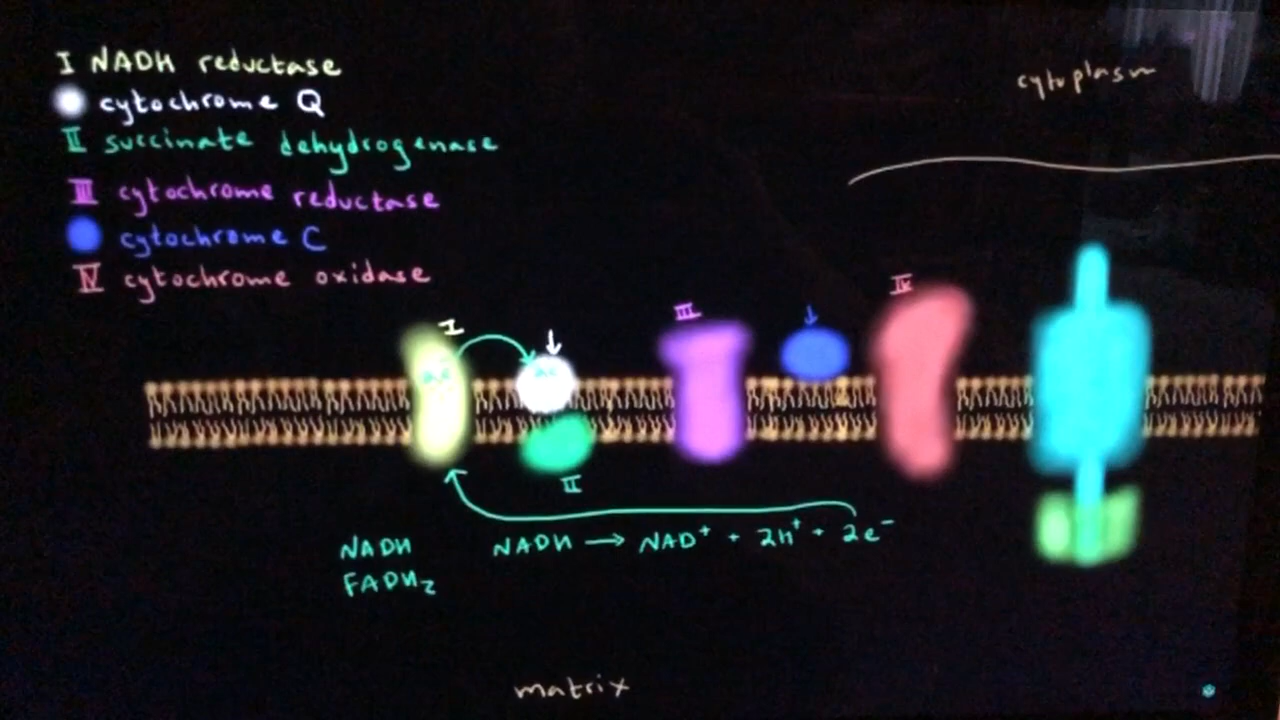 I NADH reductase
cytochrome Q
II succinate dehydrogenase
III cytochrome reductase
cytochrome C
IV cytochrome oxidase
cytoplasm
I
III
IV
II
NADH
FADH₂
NADH → NAD⁺ + 2H⁺ + 2e⁻
matrix